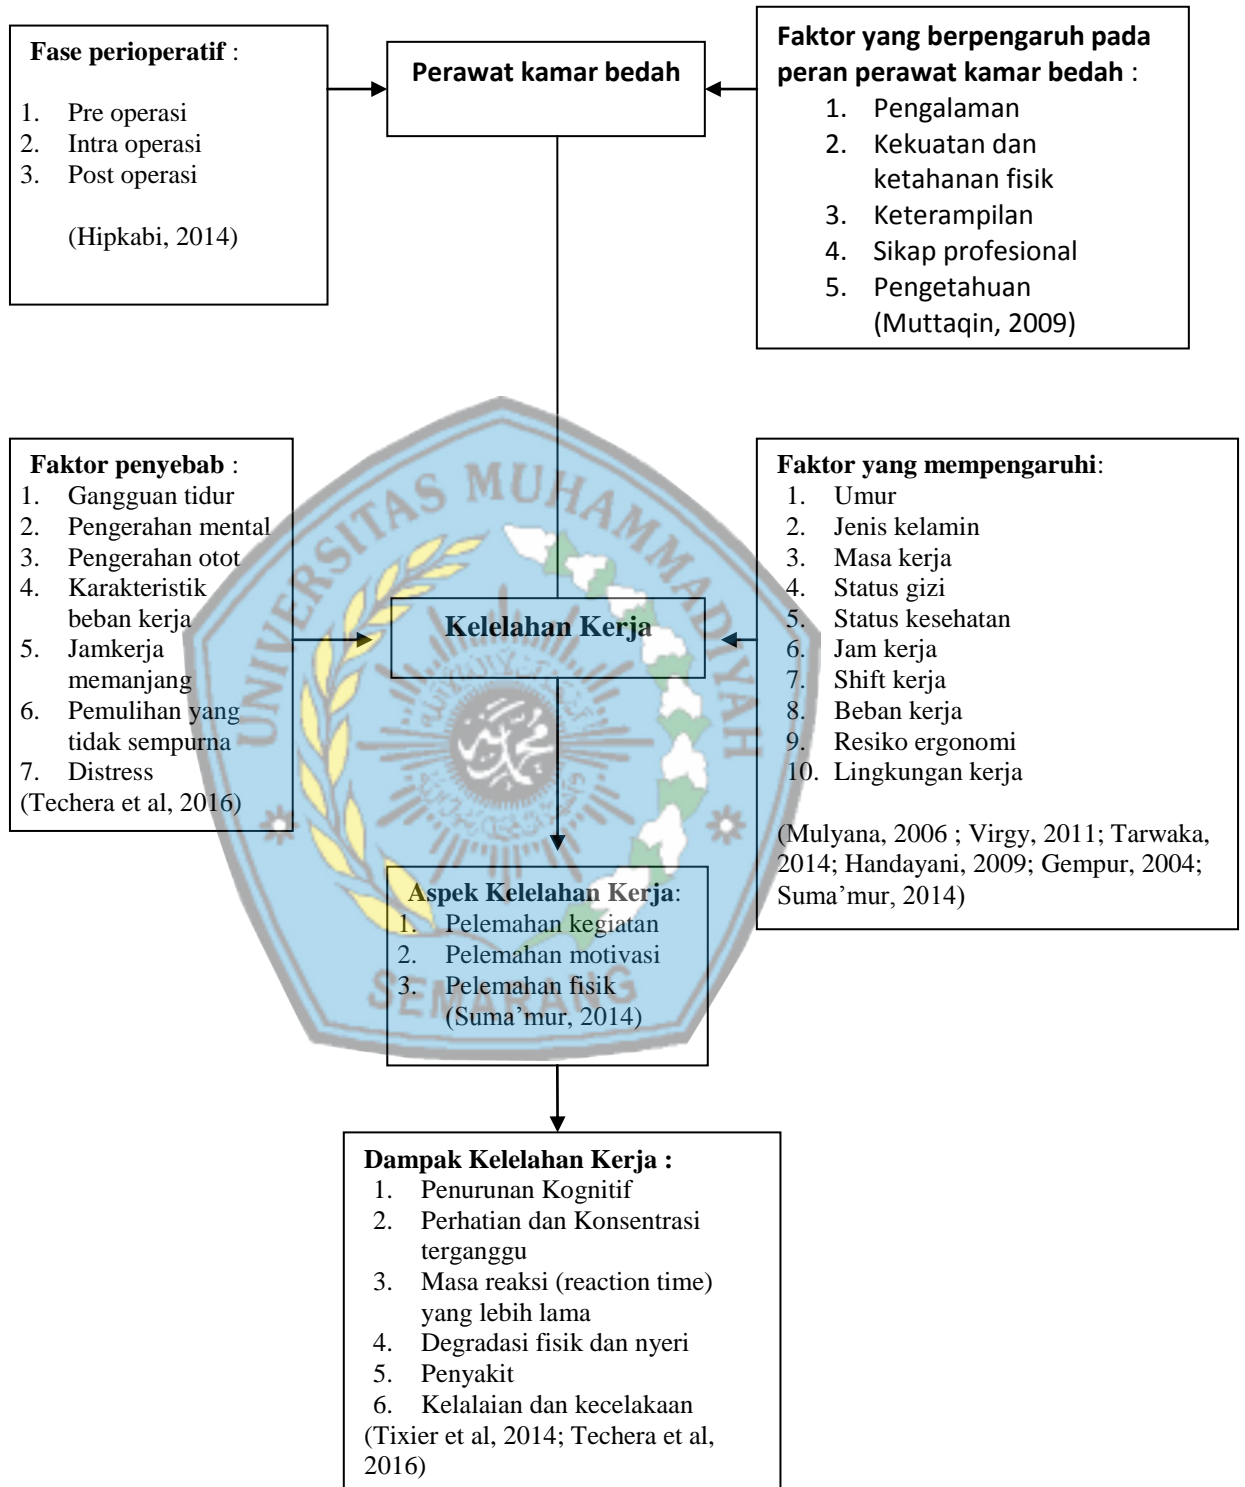 Fase perioperatif :
1. Pre operasi
2. Intra operasi
3. Post operasi
(Hipkabi, 2014)
Perawat kamar bedah
Faktor yang berpengaruh pada
peran perawat kamar bedah :
1. Pengalaman
2. Kekuatan dan
ketahanan fisik
3. Keterampilan
4. Sikap profesional
5. Pengetahuan
(Muttaqin, 2009)
Faktor penyebab :
1. Gangguan tidur
2. Pengerahan mental
3. Pengerahan otot
4. Karakteristik
beban kerja
5. Jamkerja
memanjang
6. Pemulihan yang
tidak sempurna
7. Distress
(Techera et al, 2016)
Kelelahan Kerja
Faktor yang mempengaruhi:
1. Umur
2. Jenis kelamin
3. Masa kerja
4. Status gizi
5. Status kesehatan
6. Jam kerja
7. Shift kerja
8. Beban kerja
9. Resiko ergonomi
10. Lingkungan kerja
(Mulyana, 2006 ; Virgy, 2011; Tarwaka,
2014; Handayani, 2009; Gempur, 2004;
Suma’mur, 2014)
UNIVERSITAS MUHAMMADIYAH
SEMARANG
Aspek Kelelahan Kerja:
1. Pelemahan kegiatan
2. Pelemahan motivasi
3. Pelemahan fisik
(Suma’mur, 2014)
Dampak Kelelahan Kerja :
1. Penurunan Kognitif
2. Perhatian dan Konsentrasi
terganggu
3. Masa reaksi (reaction time)
yang lebih lama
4. Degradasi fisik dan nyeri
5. Penyakit
6. Kelalaian dan kecelakaan
(Tixier et al, 2014; Techera et al,
2016)